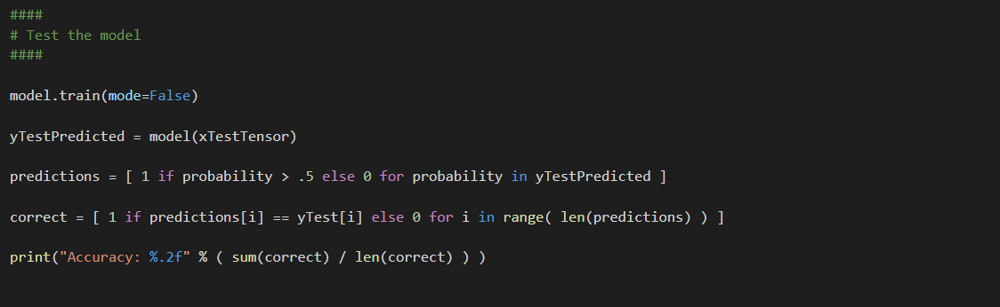 ####
# Test the model
####
model.train(mode=False)
yTestPredicted = model(xTestTensor)
predictions = [ 1 if probability > .5 else 0 for probability in yTestPredicted ]
correct = [ 1 if predictions[i] == yTest[i] else 0 for i in range( len(predictions) ) ]
print("Accuracy: %.2f" % ( sum(correct) / len(correct) ) )